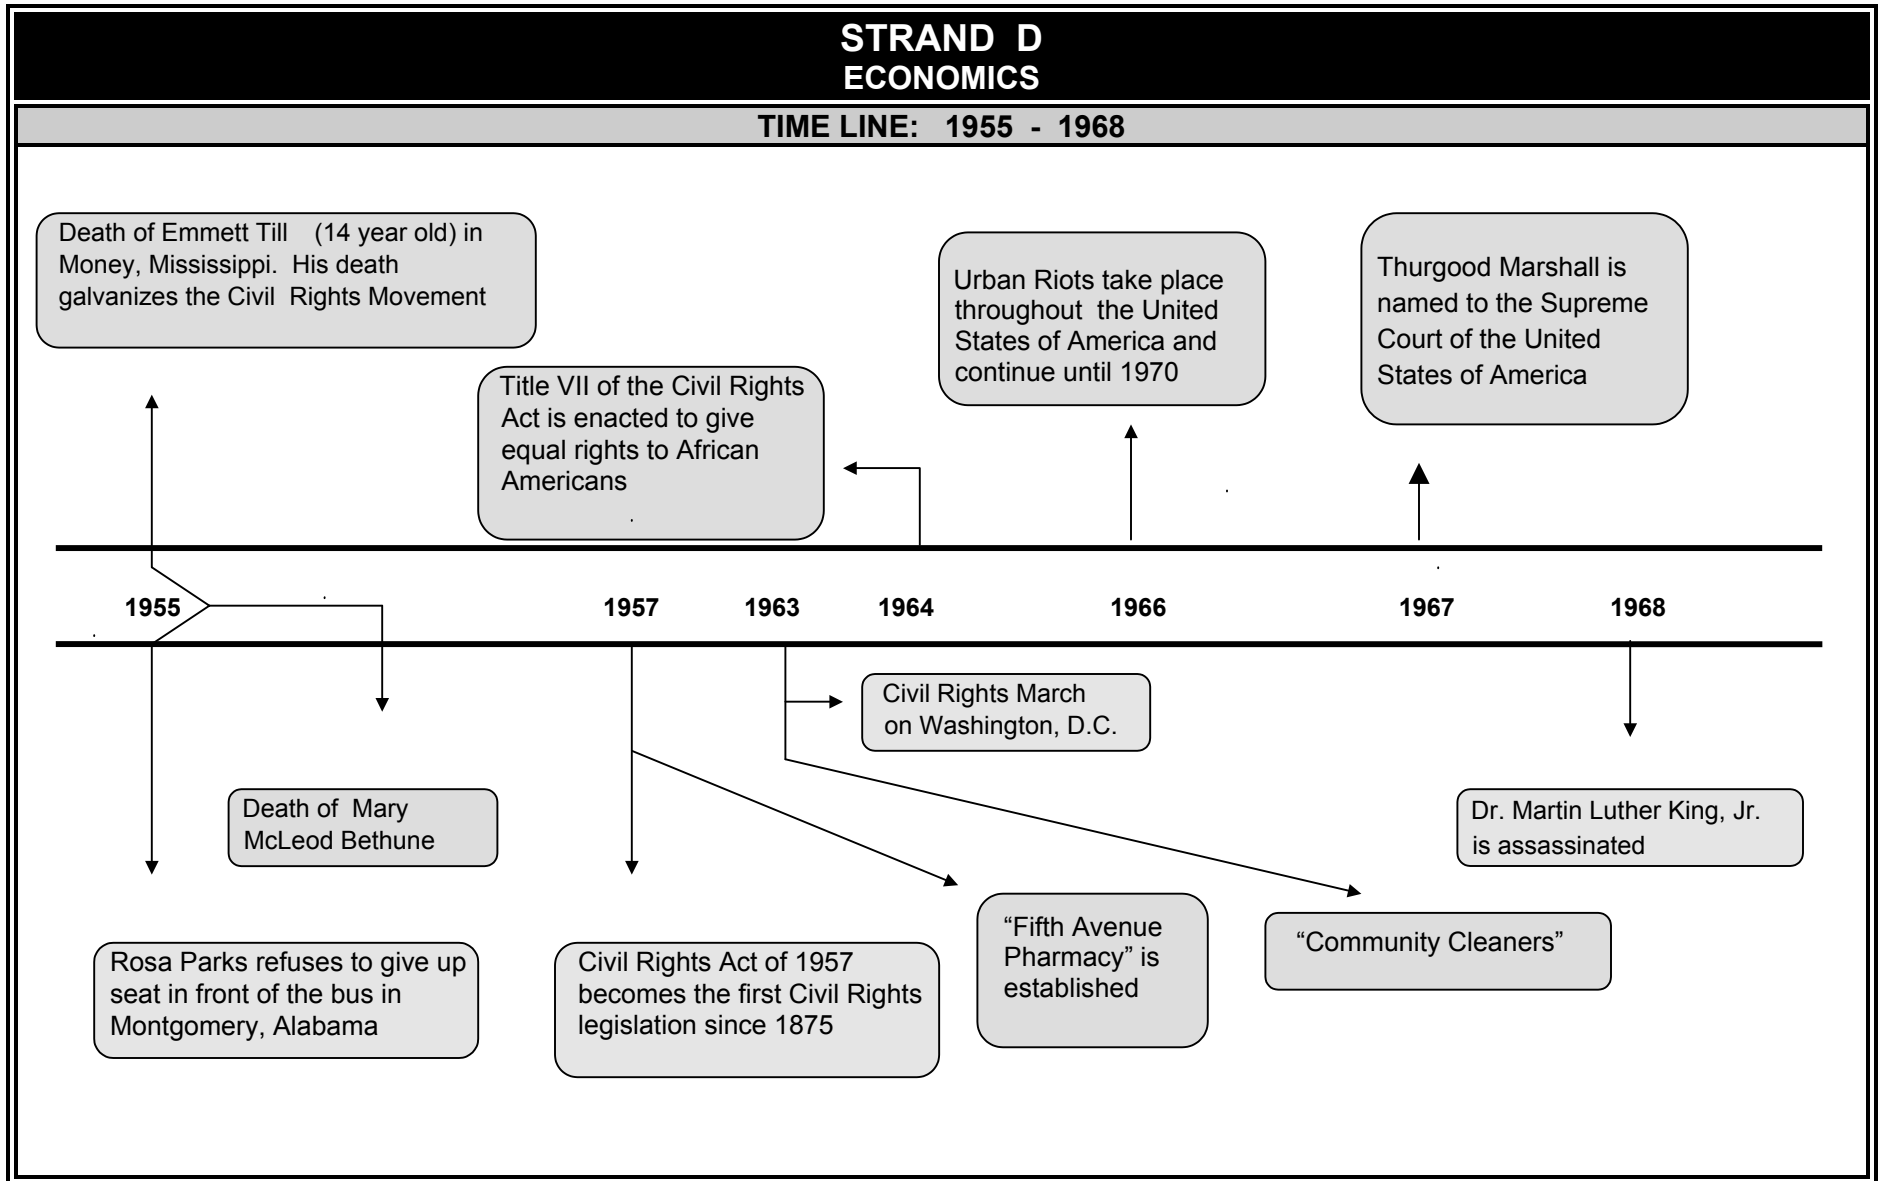 STRAND D
ECONOMICS
TIME LINE: 1955 - 1968
Death of Emmett Till (14 year old) in
Money, Mississippi. His death
galvanizes the Civil Rights Movement
Title VII of the Civil Rights
Act is enacted to give
equal rights to African
Americans
Urban Riots take place
throughout the United
States of America and
continue until 1970
Thurgood Marshall is
named to the Supreme
Court of the United
States of America
1955 1957 1963 1964 1966 1967 1968
Civil Rights March
on Washington, D.C.
Death of Mary
McLeod Bethune
Dr. Martin Luther King, Jr.
is assassinated
Rosa Parks refuses to give up
seat in front of the bus in
Montgomery, Alabama
Civil Rights Act of 1957
becomes the first Civil Rights
legislation since 1875
“Fifth Avenue
Pharmacy” is
established
“Community Cleaners”